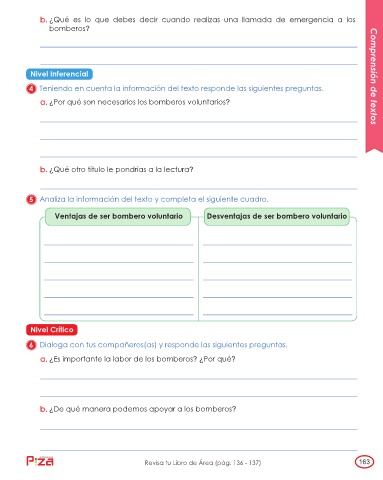 b. ¿Qué es lo que debes decir cuando realizas una llamada de emergencia a los
bomberos?
Comprensión de textos
Nivel Inferencial
4 Teniendo en cuenta la información del texto responde las siguientes preguntas.
a. ¿Por qué son necesarios los bomberos voluntarios?
b. ¿Qué otro título le pondrías a la lectura?
5 Analiza la información del texto y completa el siguiente cuadro.
Ventajas de ser bombero voluntario
Desventajas de ser bombero voluntario
Nivel Crítico
6 Dialoga con tus compañeros(as) y responde las siguientes preguntas.
a. ¿Es importante la labor de los bomberos? ¿Por qué?
b. ¿De qué manera podemos apoyar a los bomberos?
Revisa tu Libro de Área (pág. 136 - 137)
163